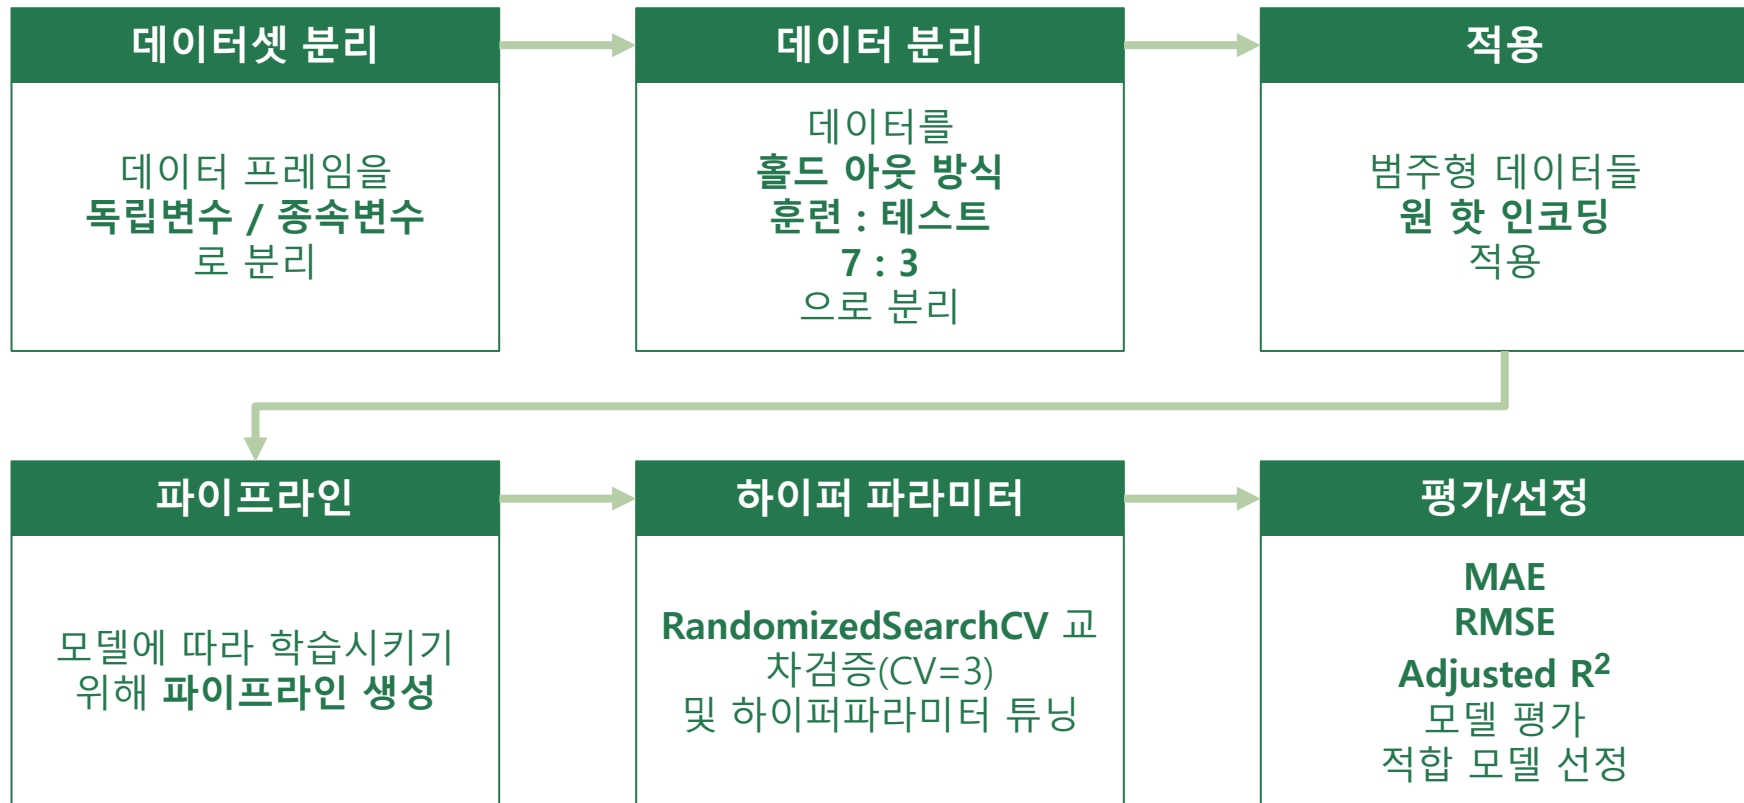 데이터셋 분리
데이터 프레임을
독립변수 / 종속변수
로 분리
데이터 분리
데이터를
홀드 아웃 방식
훈련 : 테스트
7 : 3
으로 분리
적용
범주형 데이터들
원 핫 인코딩
적용
파이프라인
모델에 따라 학습시키기
위해 파이프라인 생성
하이퍼 파라미터
RandomizedSearchCV 교
차검증(CV=3)
및 하이퍼파라미터 튜닝
평가/선정
MAE
RMSE
Adjusted R²
모델 평가
적합 모델 선정